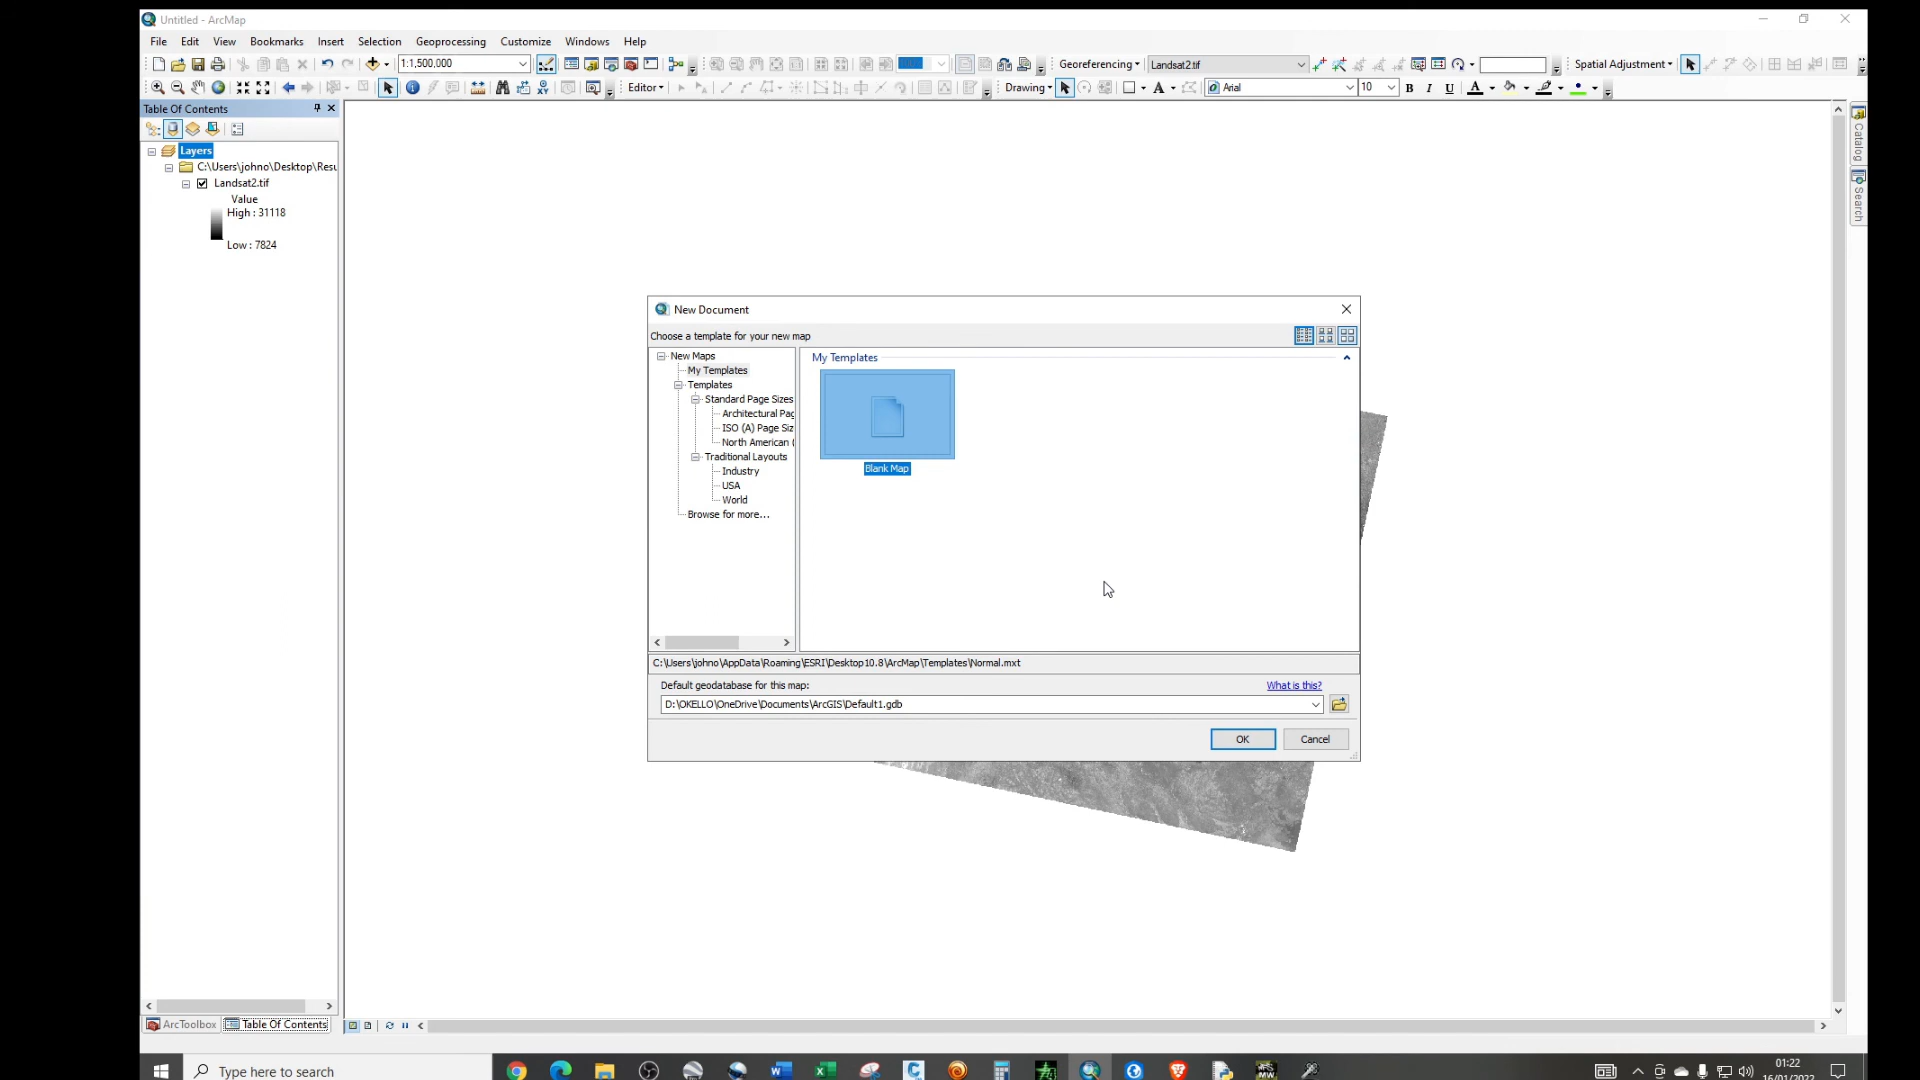 Untitled - ArcMap
File Edit View Bookmarks Insert Selection Geoprocessing Customize Windows Help
1:1,500,000 Georeferencing Landsat2.tif Spatial Adjustment
Editor Drawing A Arial 10 B I U A
Table Of Contents
Layers
C:\Users\johno\Desktop\Resu
Landsat2.tif
Value
High : 31118
Low : 7824
Catalog
Search
New Document
Choose a template for your new map
New Maps
My Templates
Templates
Standard Page Sizes
Architectural Pag
ISO (A) Page Siz
North American (
Traditional Layouts
Industry
USA
World
Browse for more...
My Templates
Blank Map
C:\Users\johno\AppData\Roaming\ESRI\Desktop10.8\ArcMap\Templates\Normal.mxt
Default geodatabase for this map: What is this?
D:\OKELLO\OneDrive\Documents\ArcGIS\Default1.gdb
OK Cancel
ArcToolbox Table Of Contents
Type here to search
01:22
16/01/2022